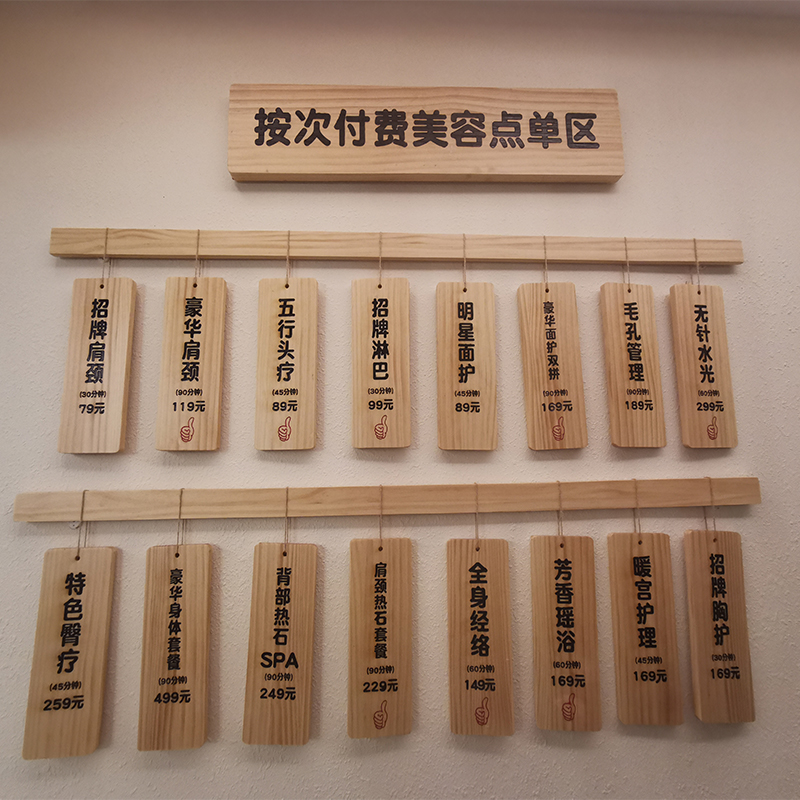 按次付费美容点单区
招牌肩颈
(30分钟)
79元
豪华肩颈
(90分钟)
119元
五行头疗
(45分钟)
89元
招牌淋巴
(30分钟)
99元
明星面护
(45分钟)
89元
豪华面护双拼
(90分钟)
169元
毛孔管理
(90分钟)
189元
无针水光
(60分钟)
299元
特色臀疗
(45分钟)
259元
豪华身体套餐
(90分钟)
499元
背部热石
SPA
(90分钟)
249元
肩颈热石套餐
(90分钟)
229元
全身经络
(60分钟)
149元
芳香瑶浴
(60分钟)
169元
暖宫护理
(45分钟)
169元
招牌胸护
(30分钟)
169元